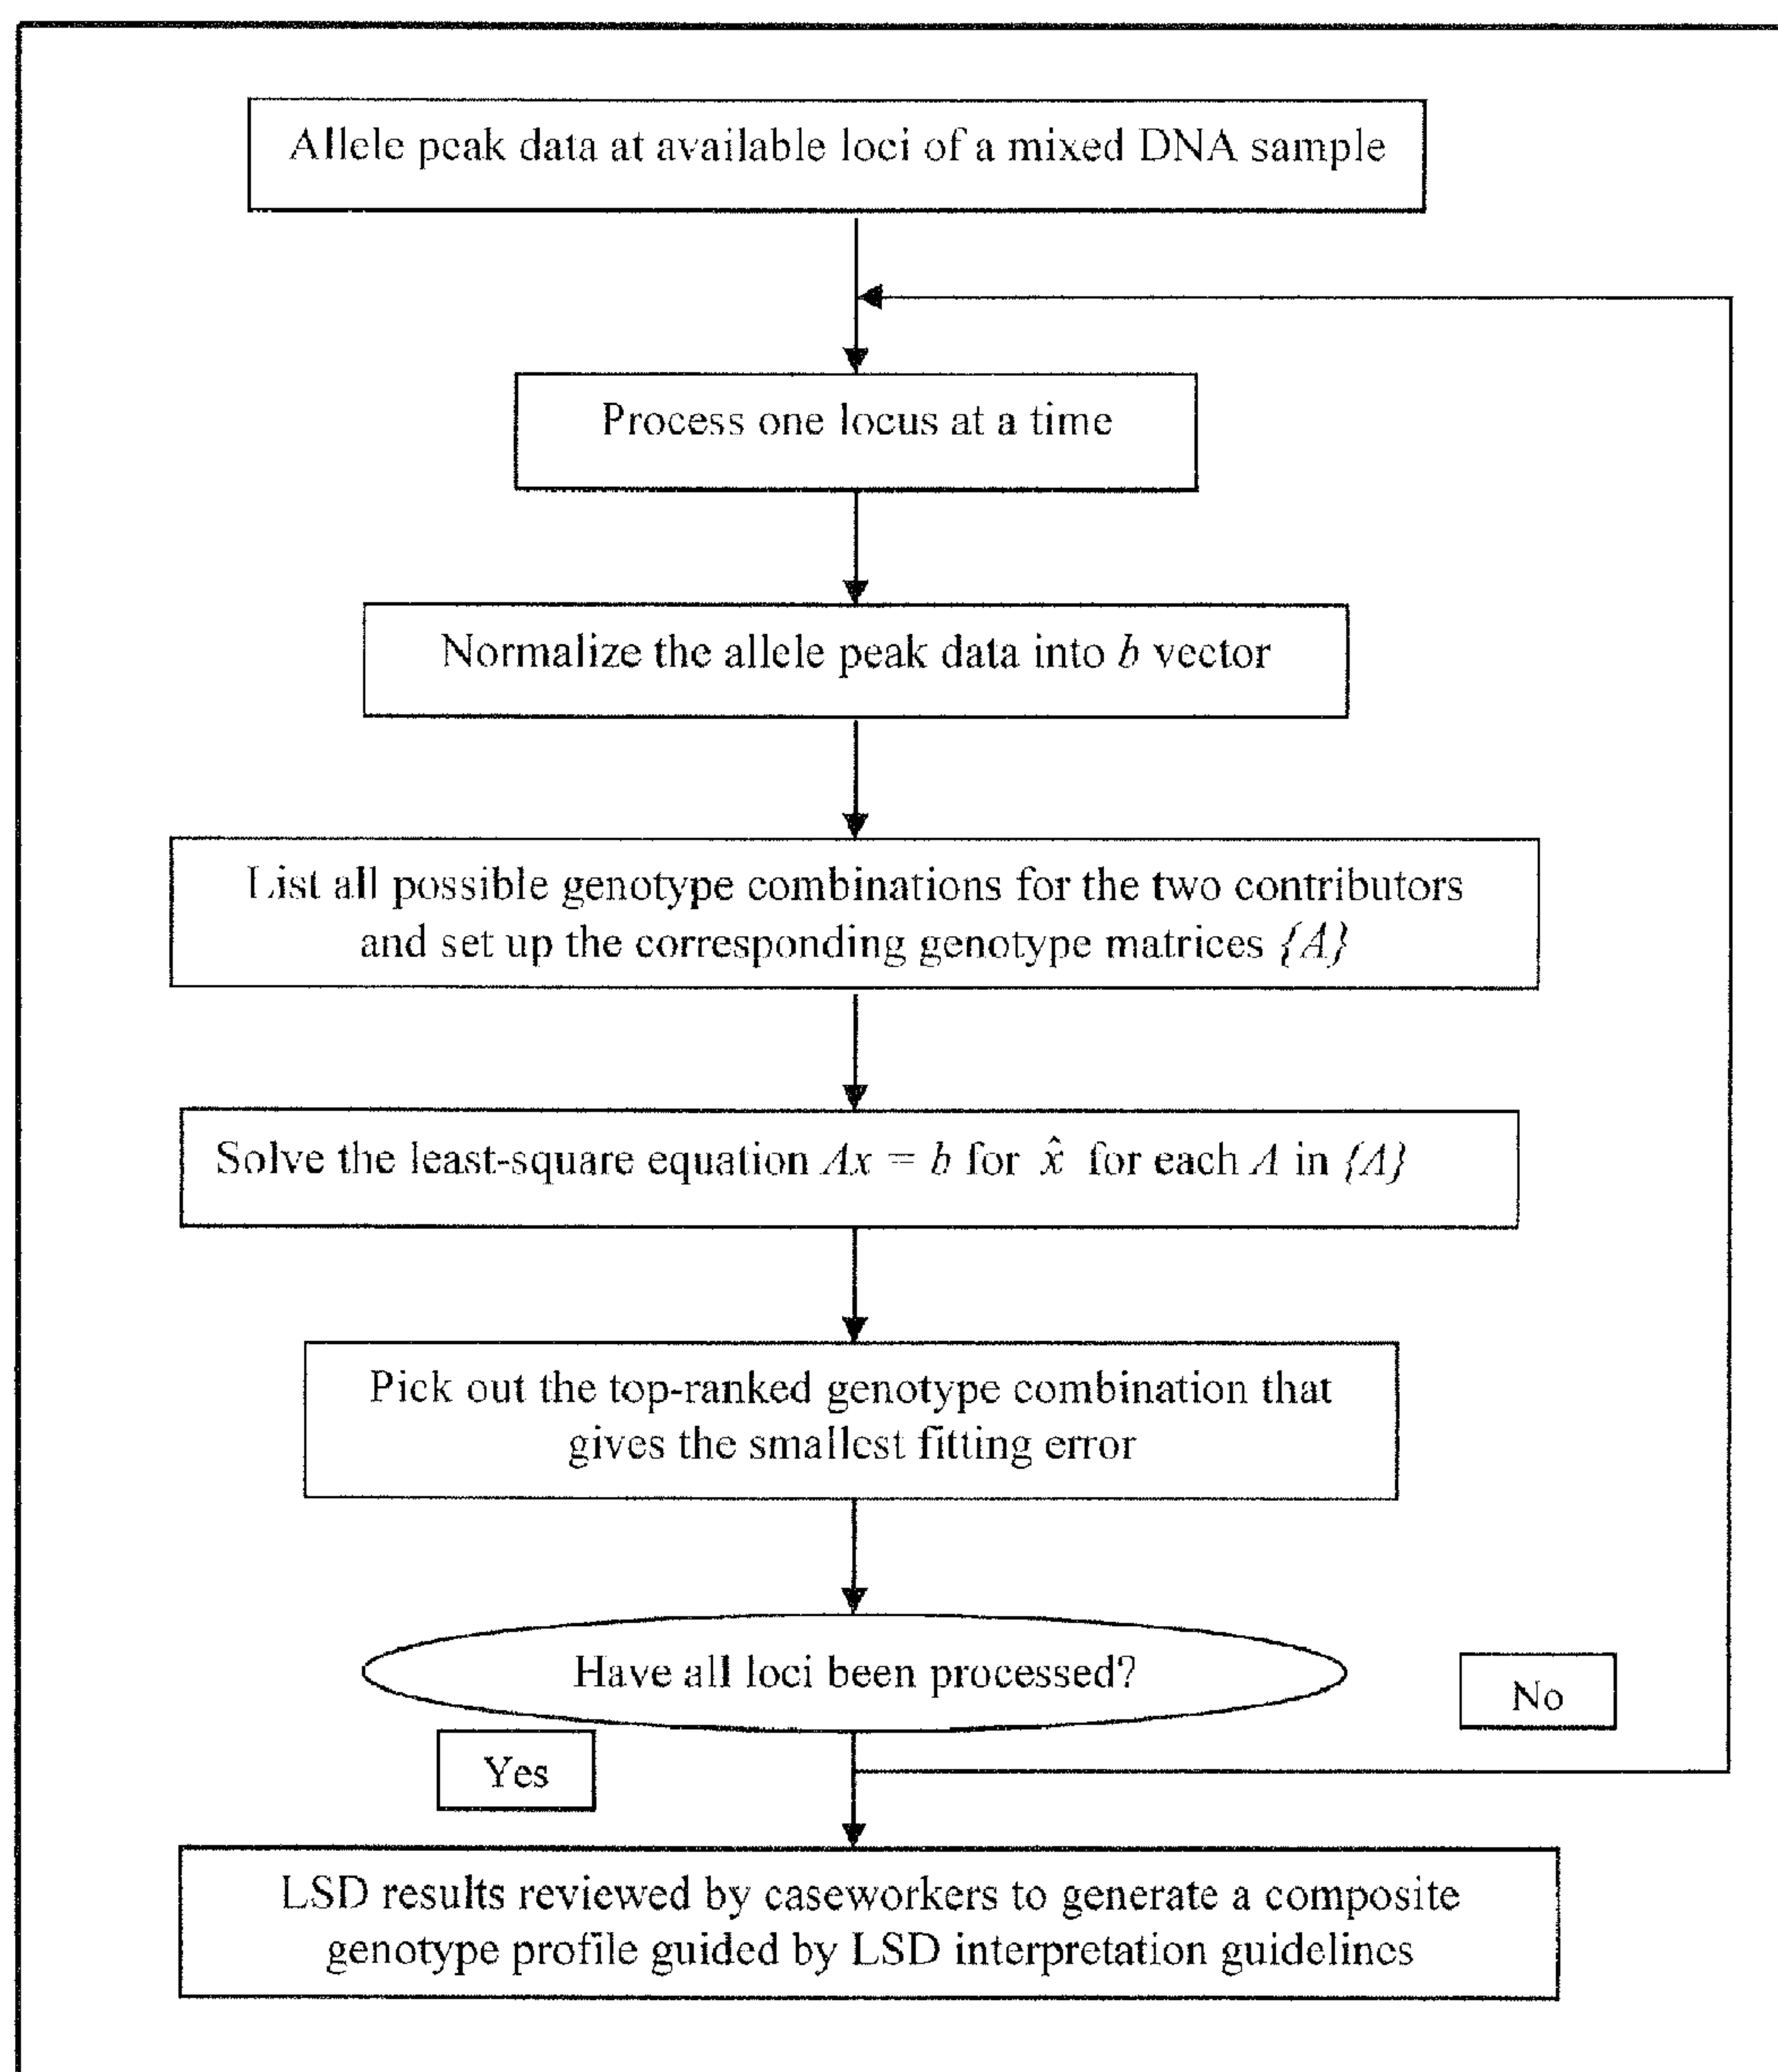 Allele peak data at available loci of a mixed DNA sample
Process one locus at a time
Normalize the allele peak data into b vector
List all possible genotype combinations for the two contributors
and set up the corresponding genotype matrices {A}
Solve the least-square equation Ax = b for x̂ for each A in {A}
Pick out the top-ranked genotype combination that
gives the smallest fitting error
Have all loci been processed?
No
Yes
LSD results reviewed by caseworkers to generate a composite
genotype profile guided by LSD interpretation guidelines